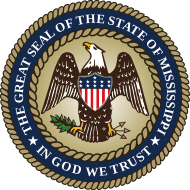 THE GREAT SEAL OF THE STATE OF MISSISSIPPI
IN GOD WE TRUST